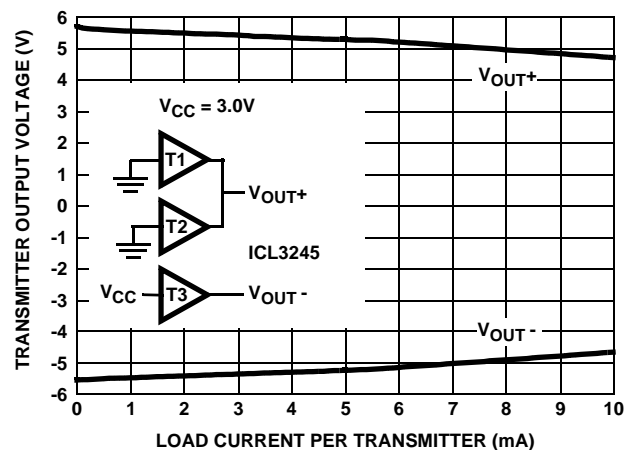 TRANSMITTER OUTPUT VOLTAGE (V)
6
5
4
3
2
1
0
-1
-2
-3
-4
-5
-6
VOUT+
VCC = 3.0V
T1
VOUT+
T2
ICL3245
VCC
T3
VOUT -
VOUT -
0 1 2 3 4 5 6 7 8 9 10
LOAD CURRENT PER TRANSMITTER (mA)